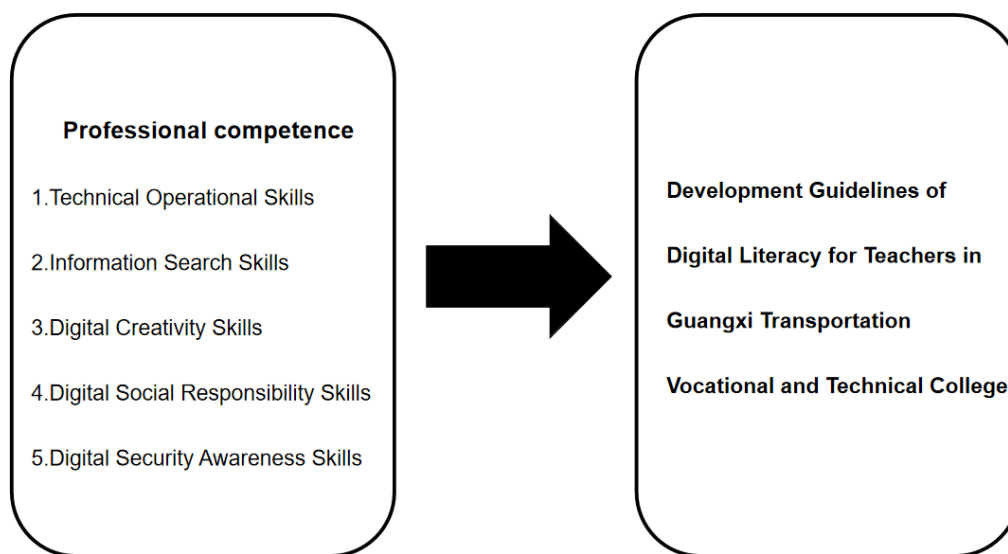 Professional competence
1.Technical Operational Skills
2.Information Search Skills
3.Digital Creativity Skills
4.Digital Social Responsibility Skills
5.Digital Security Awareness Skills
Development Guidelines of
Digital Literacy for Teachers in
Guangxi Transportation
Vocational and Technical College